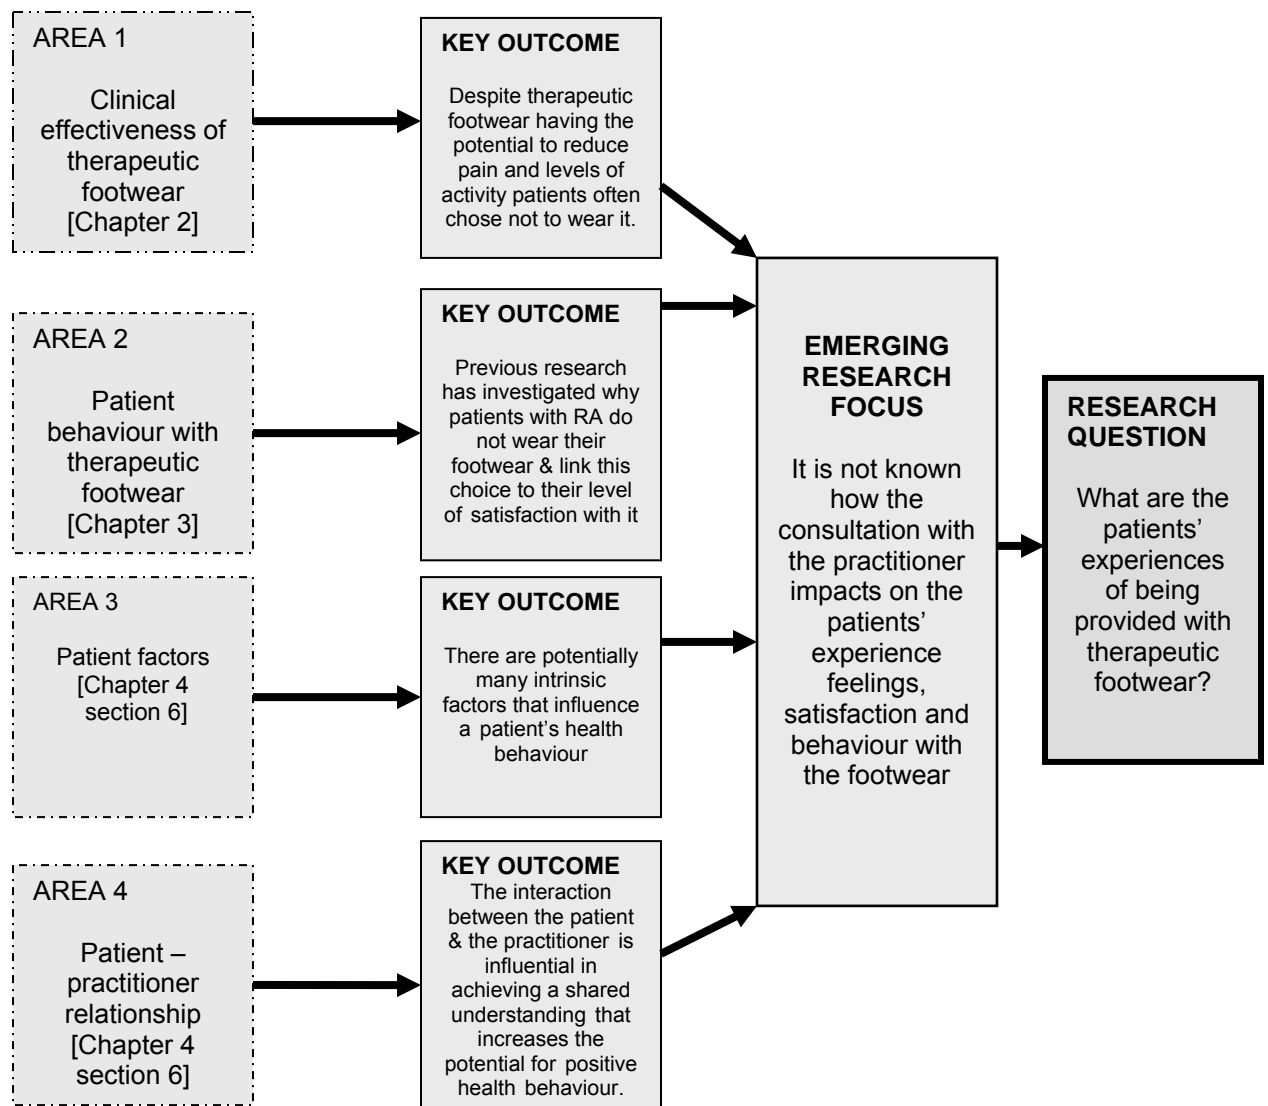 AREA 1
Clinical
effectiveness of
therapeutic
footwear
[Chapter 2]
KEY OUTCOME
Despite therapeutic
footwear having the
potential to reduce
pain and levels of
activity patients often
chose not to wear it.
AREA 2
Patient
behaviour with
therapeutic
footwear
[Chapter 3]
KEY OUTCOME
Previous research
has investigated why
patients with RA do
not wear their
footwear & link this
choice to their level
of satisfaction with it
AREA 3
Patient factors
[Chapter 4
section 6]
KEY OUTCOME
There are potentially
many intrinsic
factors that influence
a patient’s health
behaviour
AREA 4
Patient –
practitioner
relationship
[Chapter 4
section 6]
KEY OUTCOME
The interaction
between the patient
& the practitioner is
influential in
achieving a shared
understanding that
increases the
potential for positive
health behaviour.
EMERGING
RESEARCH
FOCUS
It is not known
how the
consultation with
the practitioner
impacts on the
patients’
experience
feelings,
satisfaction and
behaviour with
the footwear
RESEARCH
QUESTION
What are the
patients’
experiences
of being
provided with
therapeutic
footwear?